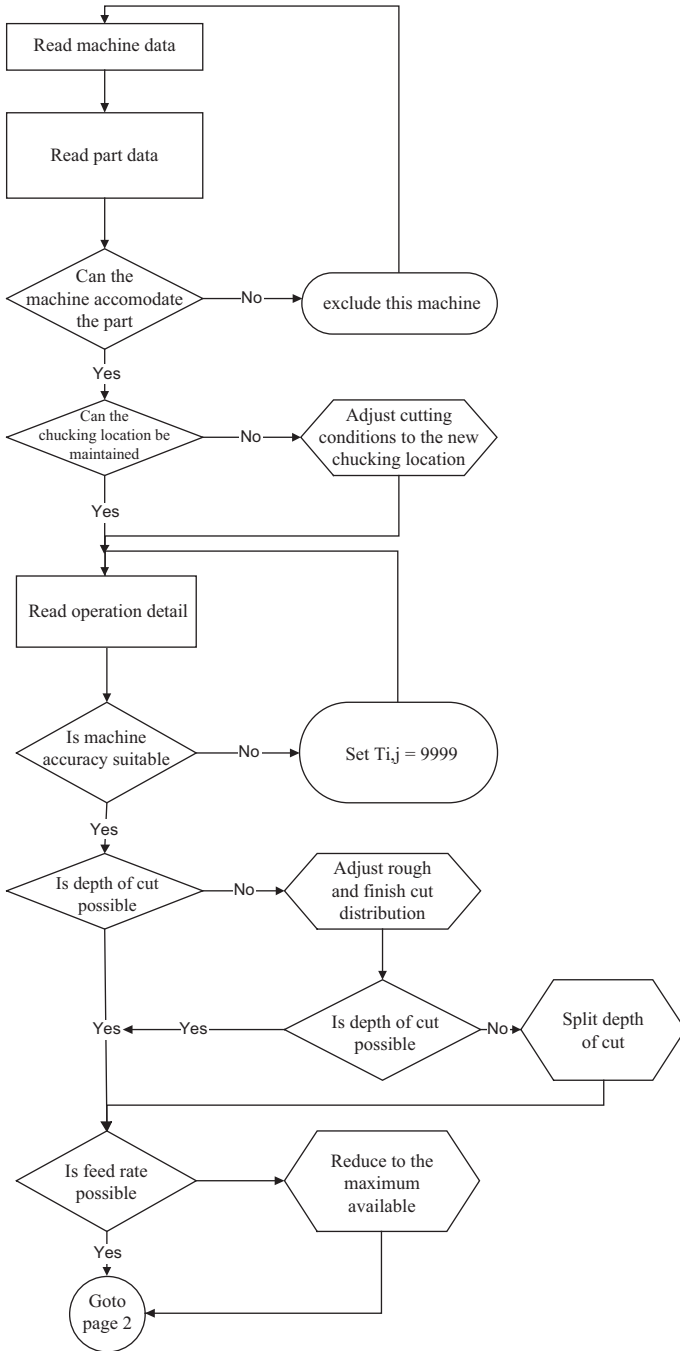 Read machine data
Read part data
Can the
machine accomodate
the part
No
exclude this machine
Yes
Can the
chucking location be
maintained
No
Adjust cutting
conditions to the new
chucking location
Yes
Read operation detail
Is machine
accuracy suitable
No
Set Ti,j = 9999
Yes
Is depth of cut
possible
No
Adjust rough
and finish cut
distribution
Yes
Yes
Is depth of cut
possible
No
Split depth
of cut
Is feed rate
possible
Reduce to the
maximum
available
Yes
Goto
page 2